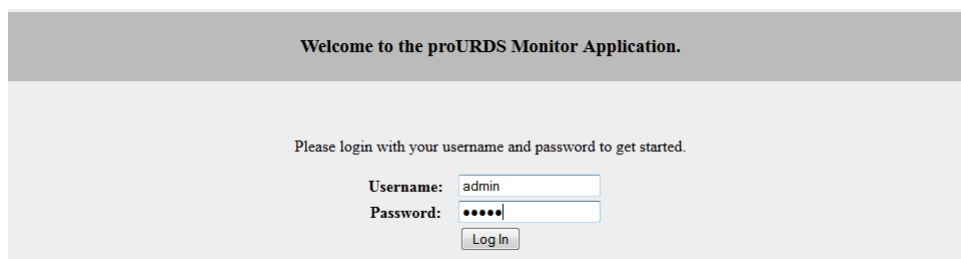 Welcome to the proURDS Monitor Application.
Please login with your username and password to get started.
Username: admin
Password: •••••
Log In